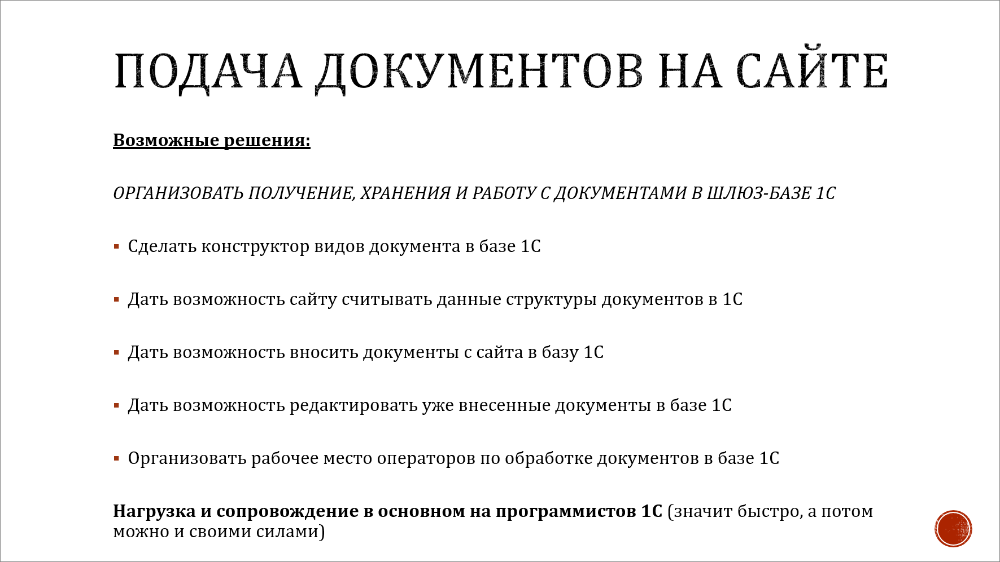 ПОДАЧА ДОКУМЕНТОВ НА САЙТЕ
Возможные решения:
ОРГАНИЗОВАТЬ ПОЛУЧЕНИЕ, ХРАНЕНИЯ И РАБОТУ С ДОКУМЕНТАМИ В ШЛЮЗ-БАЗЕ 1С
▪ Сделать конструктор видов документа в базе 1С
▪ Дать возможность сайту считывать данные структуры документов в 1С
▪ Дать возможность вносить документы с сайта в базу 1С
▪ Дать возможность редактировать уже внесенные документы в базе 1С
▪ Организовать рабочее место операторов по обработке документов в базе 1С
Нагрузка и сопровождение в основном на программистов 1С (значит быстро, а потом
можно и своими силами)